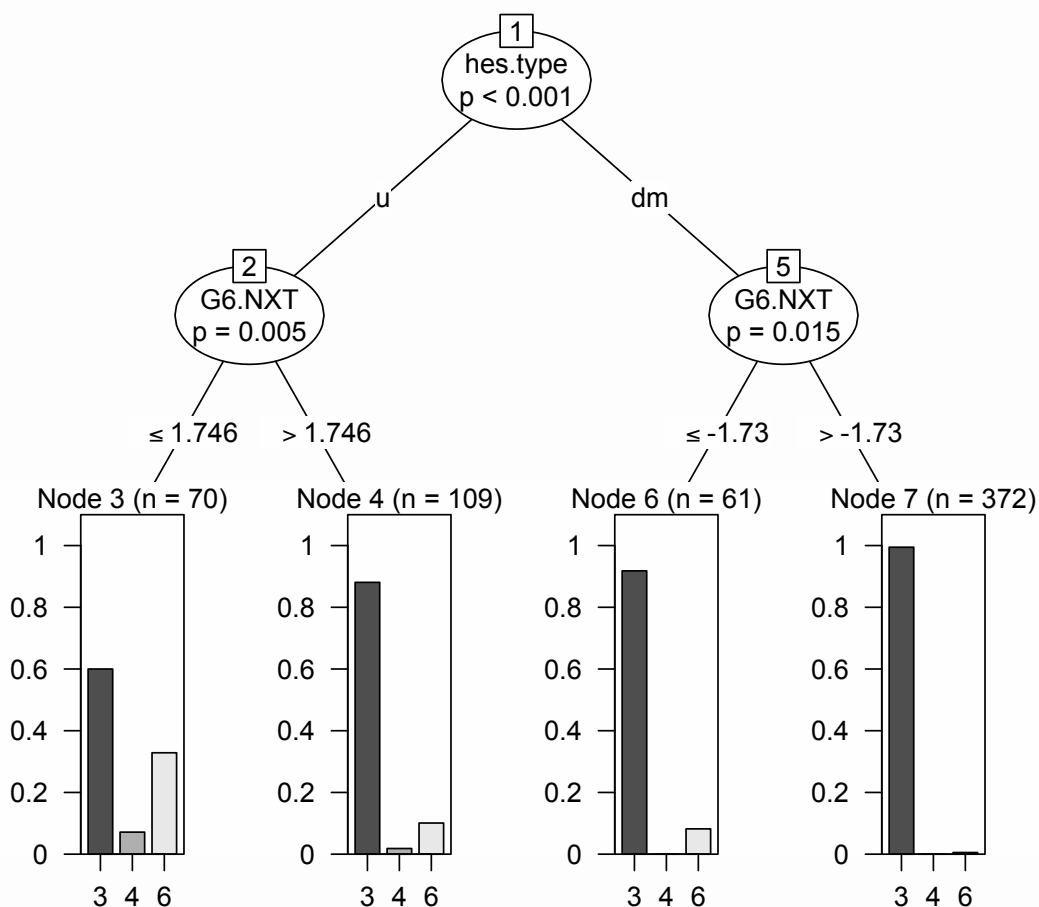 1
hes.type
p < 0.001
u
dm
2
G6.NXT
p = 0.005
5
G6.NXT
p = 0.015
≤ 1.746
> 1.746
≤ -1.73
> -1.73
Node 3 (n = 70)
1
0.8
0.6
0.4
0.2
0
3 4 6
Node 4 (n = 109)
1
0.8
0.6
0.4
0.2
0
3 4 6
Node 6 (n = 61)
1
0.8
0.6
0.4
0.2
0
3 4 6
Node 7 (n = 372)
1
0.8
0.6
0.4
0.2
0
3 4 6